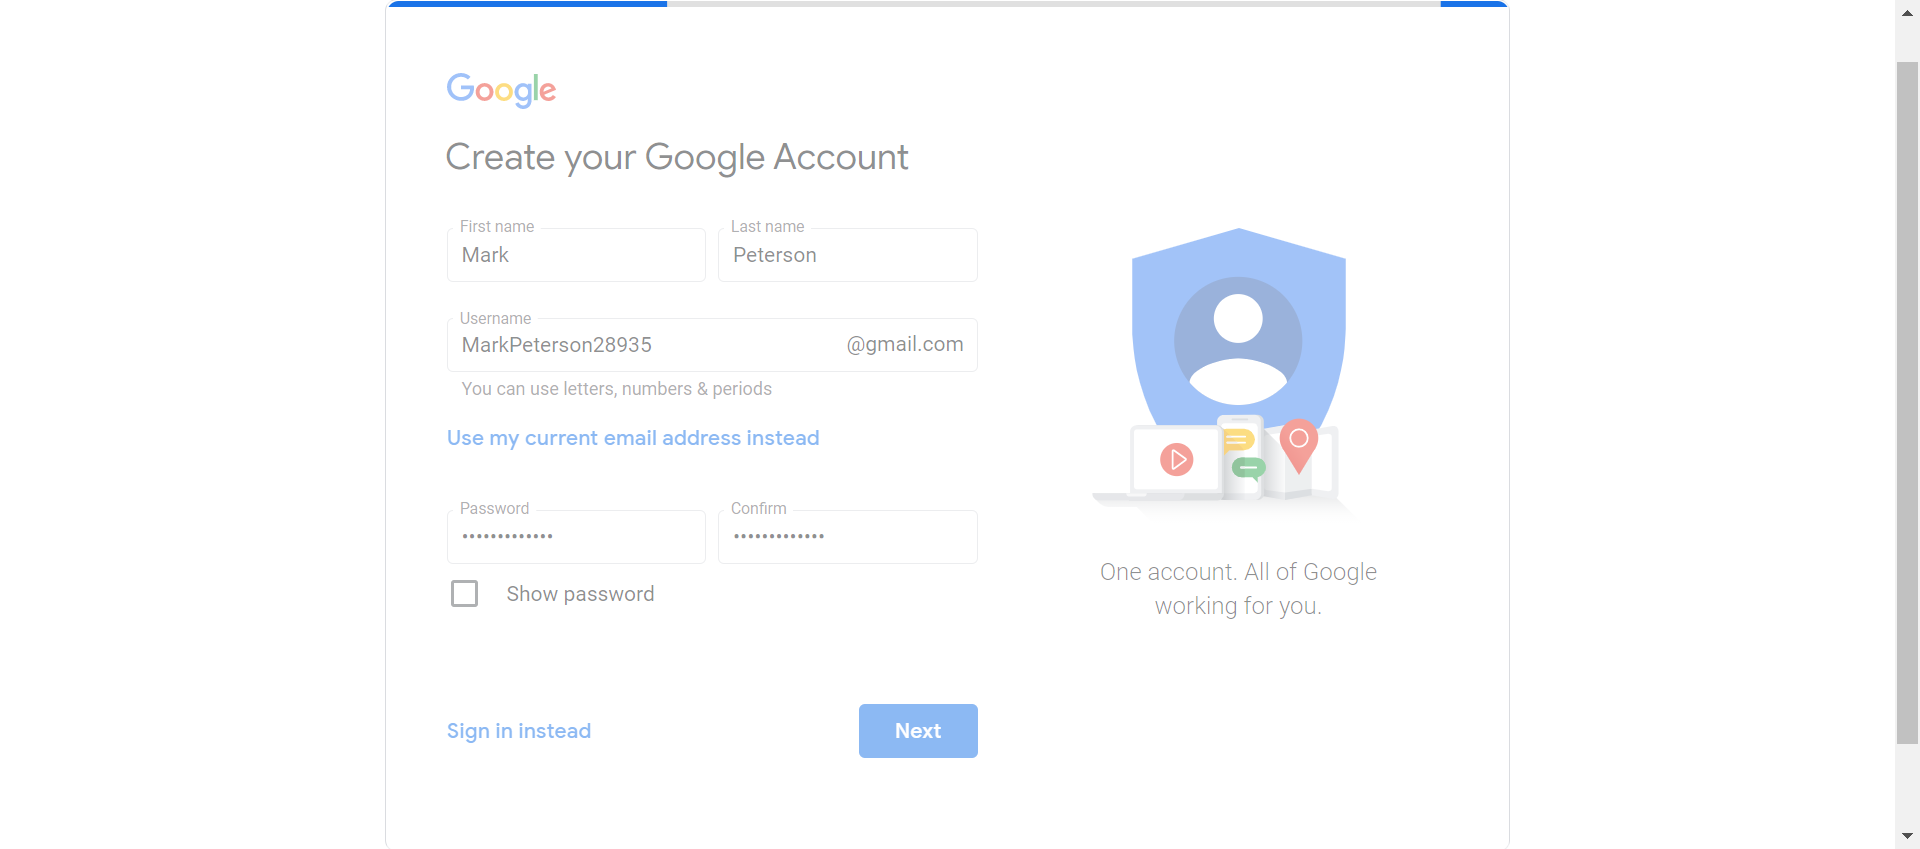 Google
Create your Google Account
First name
Mark
Last name
Peterson
Username
MarkPeterson28935
@gmail.com
You can use letters, numbers & periods
Use my current email address instead
Password
•••••••••••••
Confirm
•••••••••••••
Show password
Sign in instead
Next
One account. All of Google
working for you.